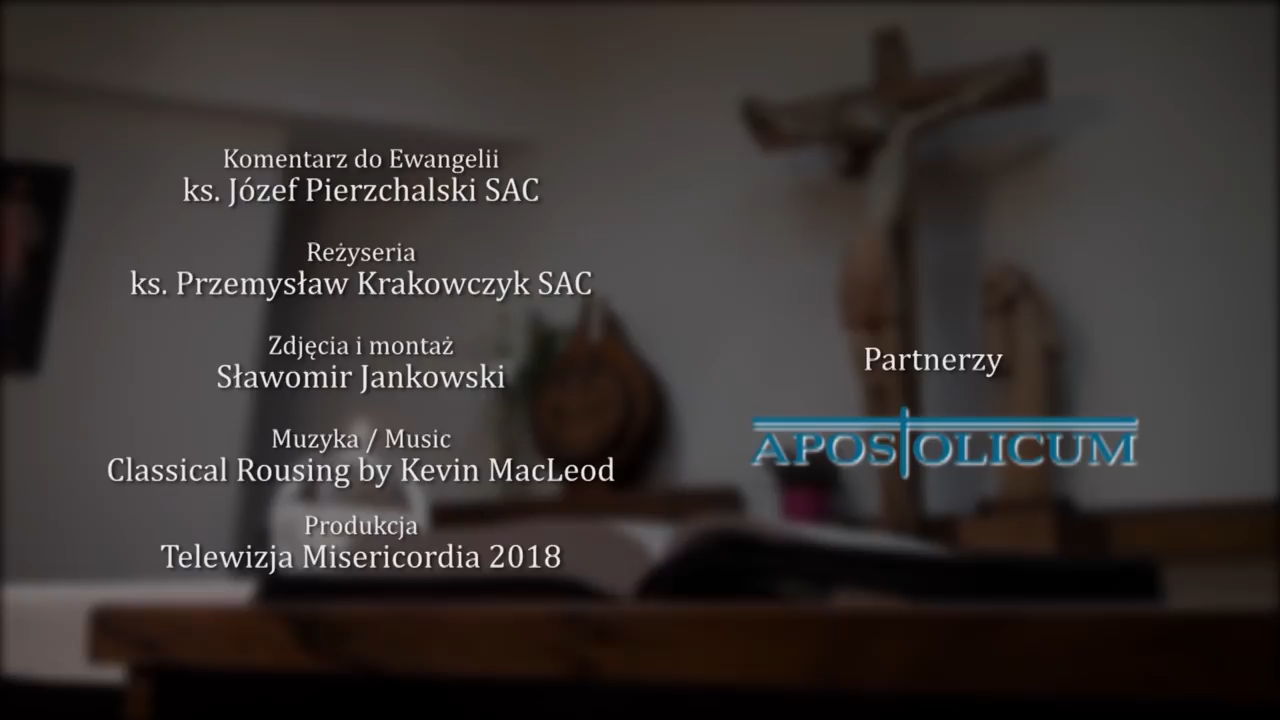 Komentarz do Ewangelii
ks. Józef Pierzchalski SAC
Reżyseria
ks. Przemysław Krakowczyk SAC
Zdjęcia i montaż
Sławomir Jankowski
Muzyka / Music
Classical Rousing by Kevin MacLeod
Produkcja
Telewizja Misericordia 2018
Partnerzy
APOSTOLICUM